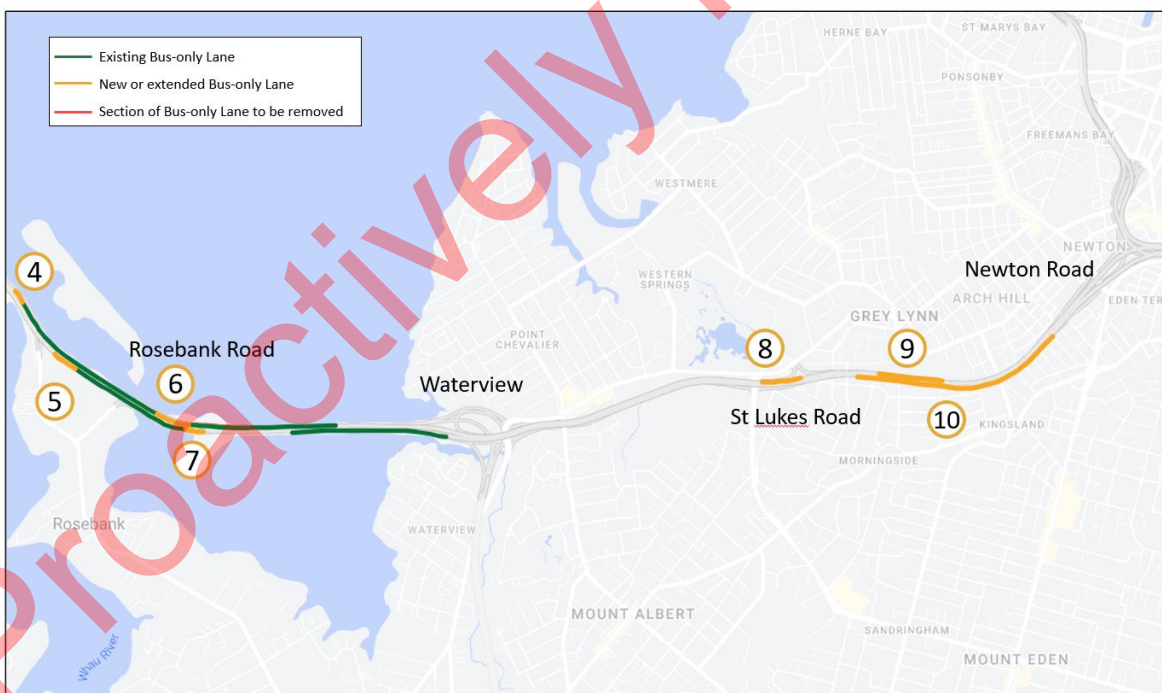 Existing Bus-only Lane
New or extended Bus-only Lane
Section of Bus-only Lane to be removed
HERNE BAY
ST MARYS BAY
PONSONBY
FREEMANS BAY
WESTMERE
NEWTON
Newton Road
WESTERN
SPRINGS
ARCH HILL
EDEN TER
GREY LYNN
4
POINT
CHEVALIER
Rosebank Road
8
9
6
Waterview
5
St Lukes Road
10
KINGSLAND
7
MORNINGSIDE
Rosebank
WATERVIEW
MOUNT ALBERT
SANDRINGHAM
Whau River
MOUNT EDEN
Proactively